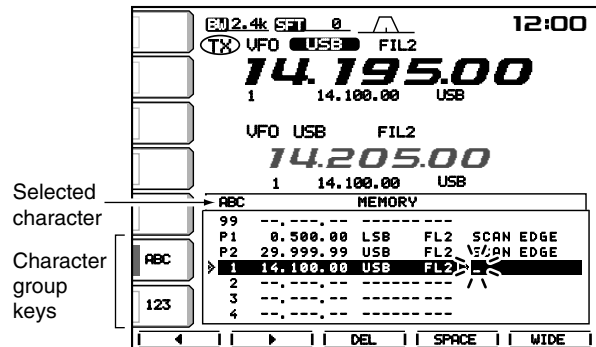 BW 2.4k SFT 0 12:00
TX VFO USB FIL2
14.195.00
1 14.100.00 USB
VFO USB FIL2
14.205.00
1 14.100.00 USB
Selected character
ABC MEMORY
99 --.---.-- ------ ---
P1 0.500.00 LSB FL2 SCAN EDGE
P2 29.999.99 USB FL2 SCAN EDGE
1 14.100.00 USB FL2 _
2 --.---.-- ------ ---
3 --.---.-- ------ ---
4 --.---.-- ------ ---
Character group keys
ABC
123
◀ ▶ DEL SPACE WIDE